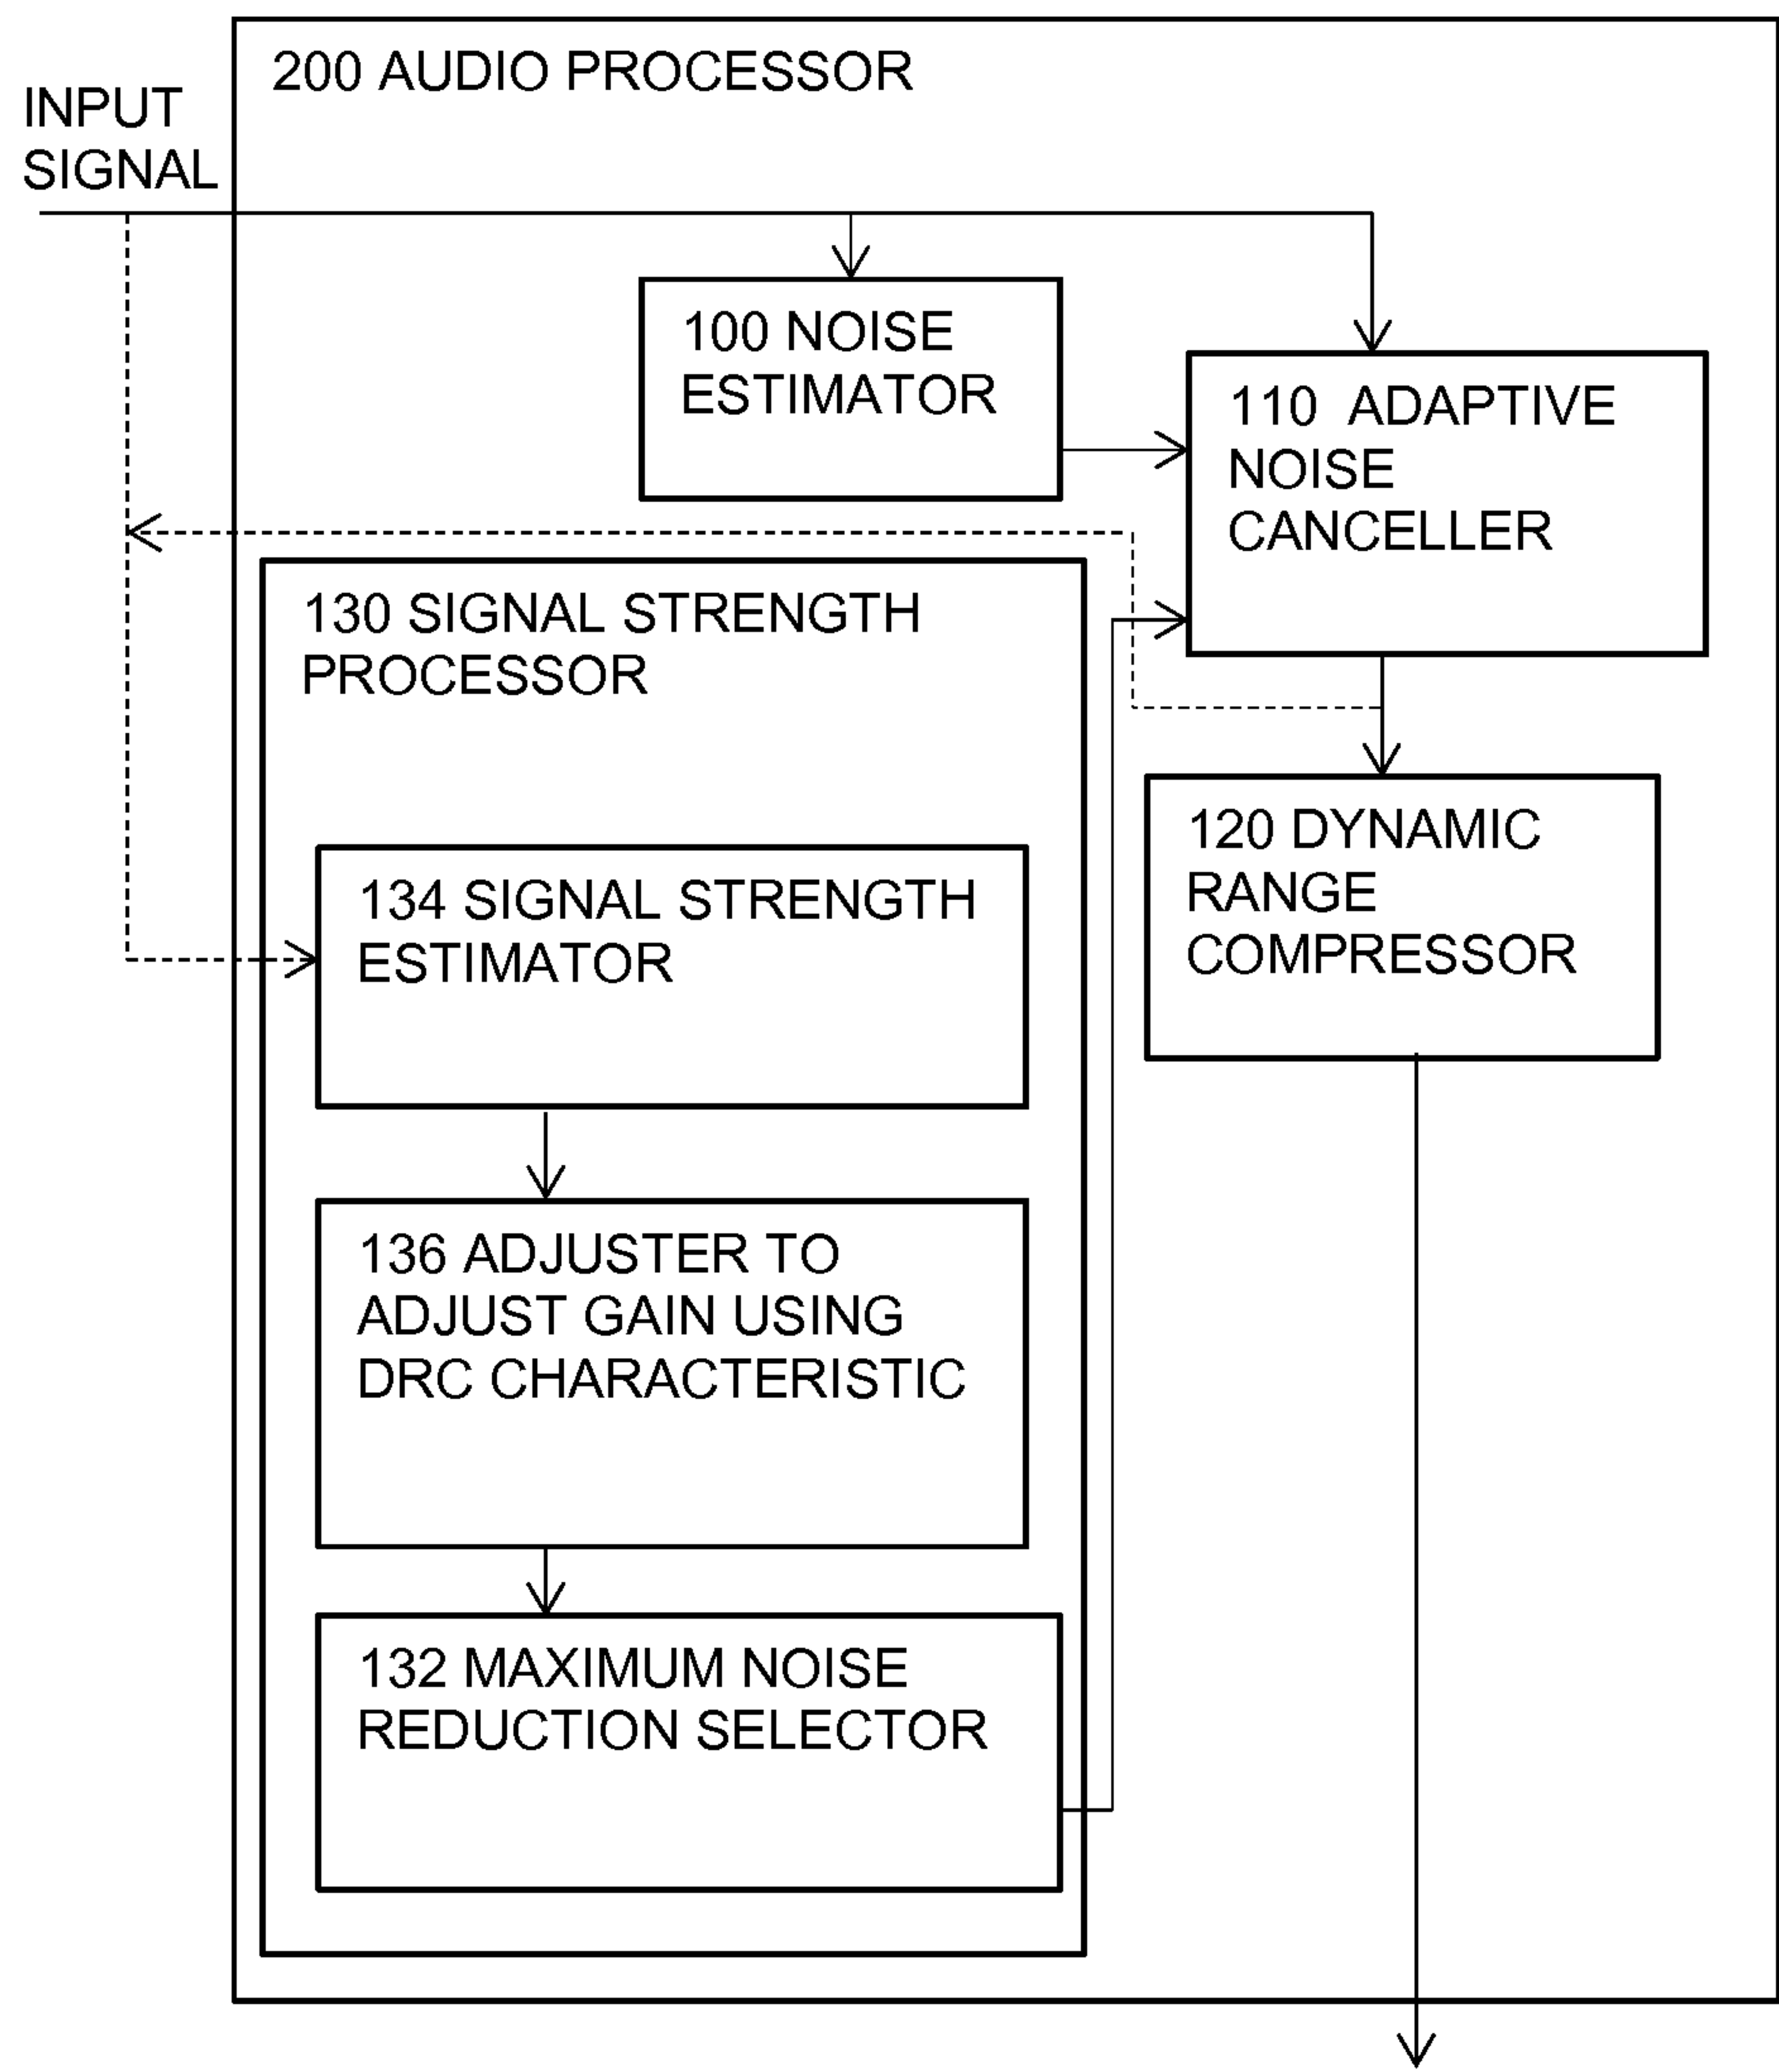 200 AUDIO PROCESSOR
INPUT
SIGNAL
100 NOISE
ESTIMATOR
110 ADAPTIVE
NOISE
CANCELLER
130 SIGNAL STRENGTH
PROCESSOR
120 DYNAMIC
RANGE
COMPRESSOR
134 SIGNAL STRENGTH
ESTIMATOR
136 ADJUSTER TO
ADJUST GAIN USING
DRC CHARACTERISTIC
132 MAXIMUM NOISE
REDUCTION SELECTOR